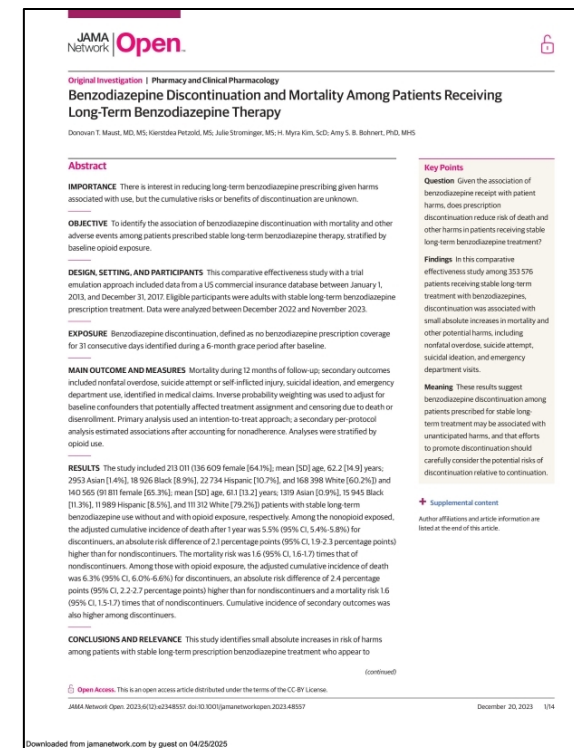 JAMA Network | Open™
Original Investigation | Pharmacy and Clinical Pharmacology
Benzodiazepine Discontinuation and Mortality Among Patients Receiving
Long-Term Benzodiazepine Therapy
Donovan T. Maust, MD, MS; Kierstdea Petzold, MS; Julie Strominger, MS; H. Myra Kim, ScD; Amy S. B. Bohnert, PhD, MHS
Abstract
IMPORTANCE There is interest in reducing long-term benzodiazepine prescribing given harms
associated with use, but the cumulative risks or benefits of discontinuation are unknown.
OBJECTIVE To identify the association of benzodiazepine discontinuation with mortality and other
adverse events among patients prescribed stable long-term benzodiazepine therapy, stratified by
baseline opioid exposure.
DESIGN, SETTING, AND PARTICIPANTS This comparative effectiveness study with a trial
emulation approach included data from a US commercial insurance database between January 1,
2013, and December 31, 2017. Eligible participants were adults with stable long-term benzodiazepine
prescription treatment. Data were analyzed between December 2022 and November 2023.
EXPOSURE Benzodiazepine discontinuation, defined as no benzodiazepine prescription coverage
for 31 consecutive days identified during a 6-month grace period after baseline.
MAIN OUTCOME AND MEASURES Mortality during 12 months of follow-up; secondary outcomes
included nonfatal overdose, suicide attempt or self-inflicted injury, suicidal ideation, and emergency
department use, identified in medical claims. Inverse probability weighting was used to adjust for
baseline confounders that potentially affected treatment assignment and censoring due to death or
disenrollment. Primary analysis used an intention-to-treat approach; a secondary per-protocol
analysis estimated associations after accounting for nonadherence. Analyses were stratified by
opioid use.
RESULTS The study included 213 011 (136 609 female [64.1%]; mean [SD] age, 62.2 [14.9] years;
2953 Asian [1.4%], 18 926 Black [8.9%], 22 734 Hispanic [10.7%], and 168 398 White [60.2%]) and
140 565 (91 811 female [65.3%]; mean [SD] age, 61.1 [13.2] years; 1319 Asian [0.9%], 15 945 Black
[11.3%], 11 989 Hispanic [8.5%], and 111 312 White [79.2%]) patients with stable long-term
benzodiazepine use without and with opioid exposure, respectively. Among the nonopioid exposed,
the adjusted cumulative incidence of death after 1 year was 5.5% (95% CI, 5.4%-5.8%) for
discontinuers, an absolute risk difference of 2.1 percentage points (95% CI, 1.9-2.3 percentage points)
higher than for nondiscontinuers. The mortality risk was 1.6 (95% CI, 1.6-1.7) times that of
nondiscontinuers. Among those with opioid exposure, the adjusted cumulative incidence of death
was 6.3% (95% CI, 6.0%-6.6%) for discontinuers, an absolute risk difference of 2.4 percentage
points (95% CI, 2.2-2.7 percentage points) higher than for nondiscontinuers and a mortality risk 1.6
(95% CI, 1.5-1.7) times that of nondiscontinuers. Cumulative incidence of secondary outcomes was
also higher among discontinuers.
CONCLUSIONS AND RELEVANCE This study identifies small absolute increases in risk of harms
among patients with stable long-term prescription benzodiazepine treatment who appear to
(continued)
Key Points
Question Given the association of
benzodiazepine receipt with patient
harms, does prescription
discontinuation reduce risk of death and
other harms in patients receiving stable
long-term benzodiazepine treatment?
Findings In this comparative
effectiveness study among 353 576
patients receiving stable long-term
treatment with benzodiazepines,
discontinuation was associated with
small absolute increases in mortality and
other potential harms, including
nonfatal overdose, suicide attempt,
suicidal ideation, and emergency
department visits.
Meaning These results suggest
benzodiazepine discontinuation among
patients prescribed for stable long-
term treatment may be associated with
unanticipated harms, and that efforts
to promote discontinuation should
carefully consider the potential risks of
discontinuation relative to continuation.
+ Supplemental content
Author affiliations and article information are
listed at the end of this article.
Open Access. This is an open access article distributed under the terms of the CC-BY License.
JAMA Network Open. 2023;6(12):e2348557. doi:10.1001/jamanetworkopen.2023.48557
December 20, 2023 1/14
Downloaded from jamanetwork.com by guest on 04/25/2025